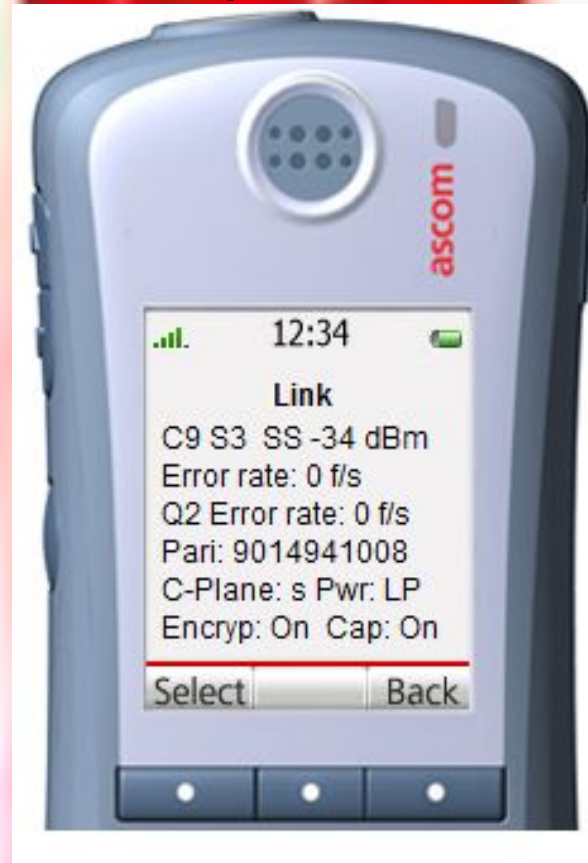 ascom
12:34
Link
C9 S3 SS -34 dBm
Error rate: 0 f/s
Q2 Error rate: 0 f/s
Pari: 9014941008
C-Plane: s Pwr: LP
Encryp: On Cap: On
Select Back